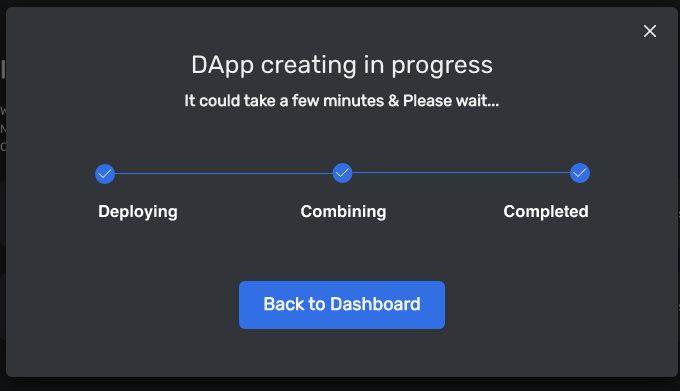 DApp creating in progress
It could take a few minutes & Please wait...
Deploying
Combining
Completed
Back to Dashboard